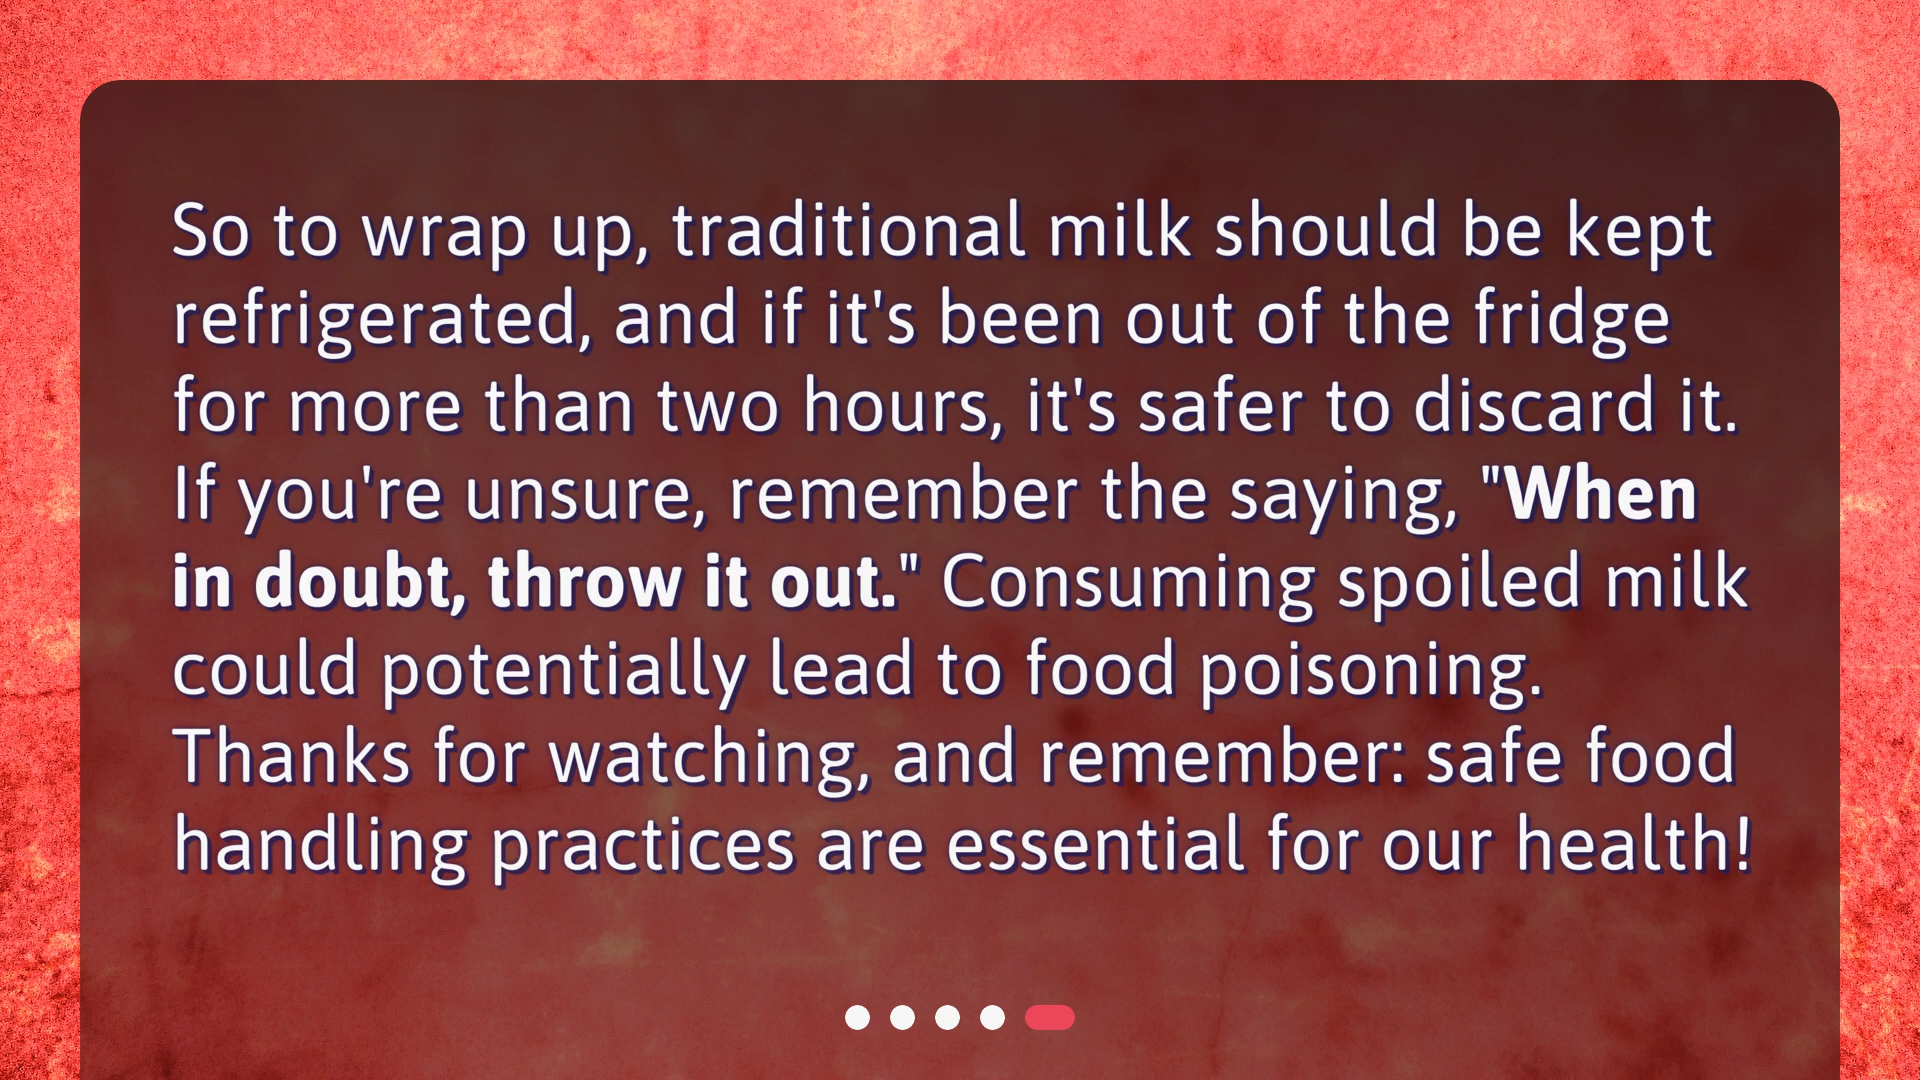 So to wrap up, traditional milk should be kept
refrigerated, and if it's been out of the fridge
for more than two hours, it's safer to discard it.
If you're unsure, remember the saying, "When
in doubt, throw it out." Consuming spoiled milk
could potentially lead to food poisoning.
Thanks for watching, and remember: safe food
handling practices are essential for our health!